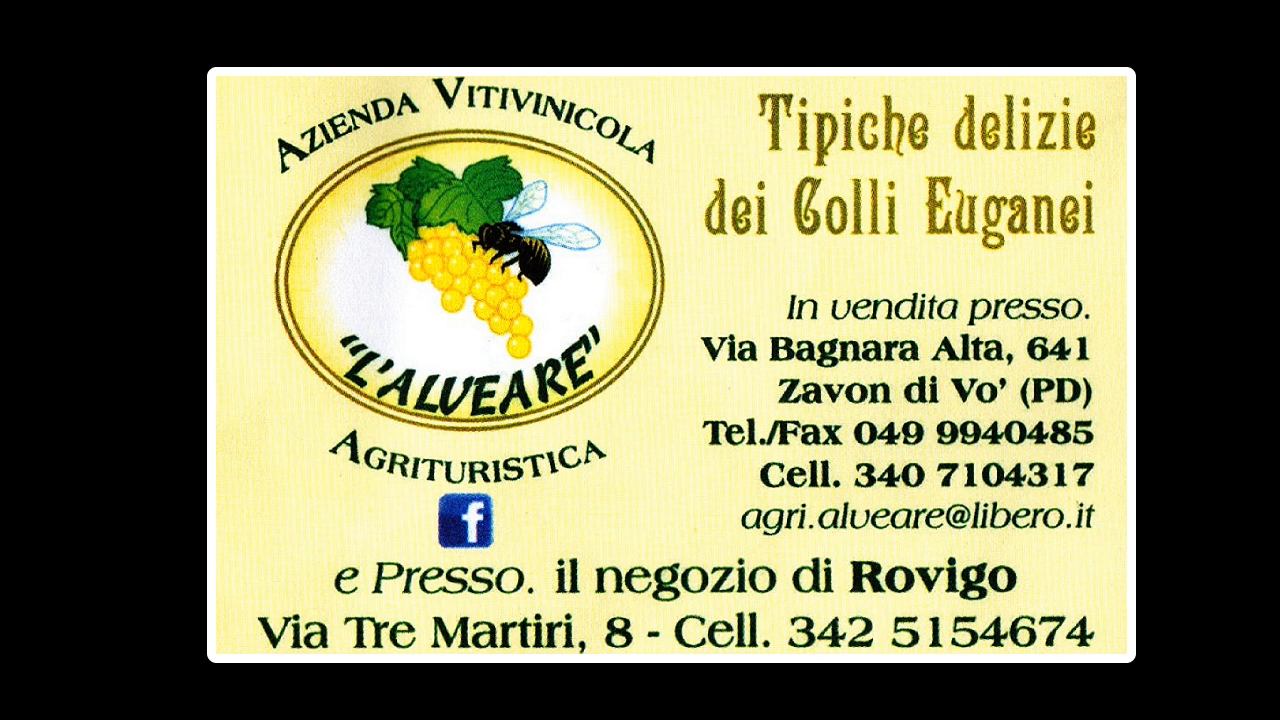 AZIENDA VITIVINICOLA
"L'ALVEARE"
AGRITURISTICA
f
Tipiche delizie
dei Colli Euganei
In vendita presso.
Via Bagnara Alta, 641
Zavon di Vo' (PD)
Tel./Fax 049 9940485
Cell. 340 7104317
agri.alveare@libero.it
e Presso. il negozio di Rovigo
Via Tre Martiri, 8 - Cell. 342 5154674